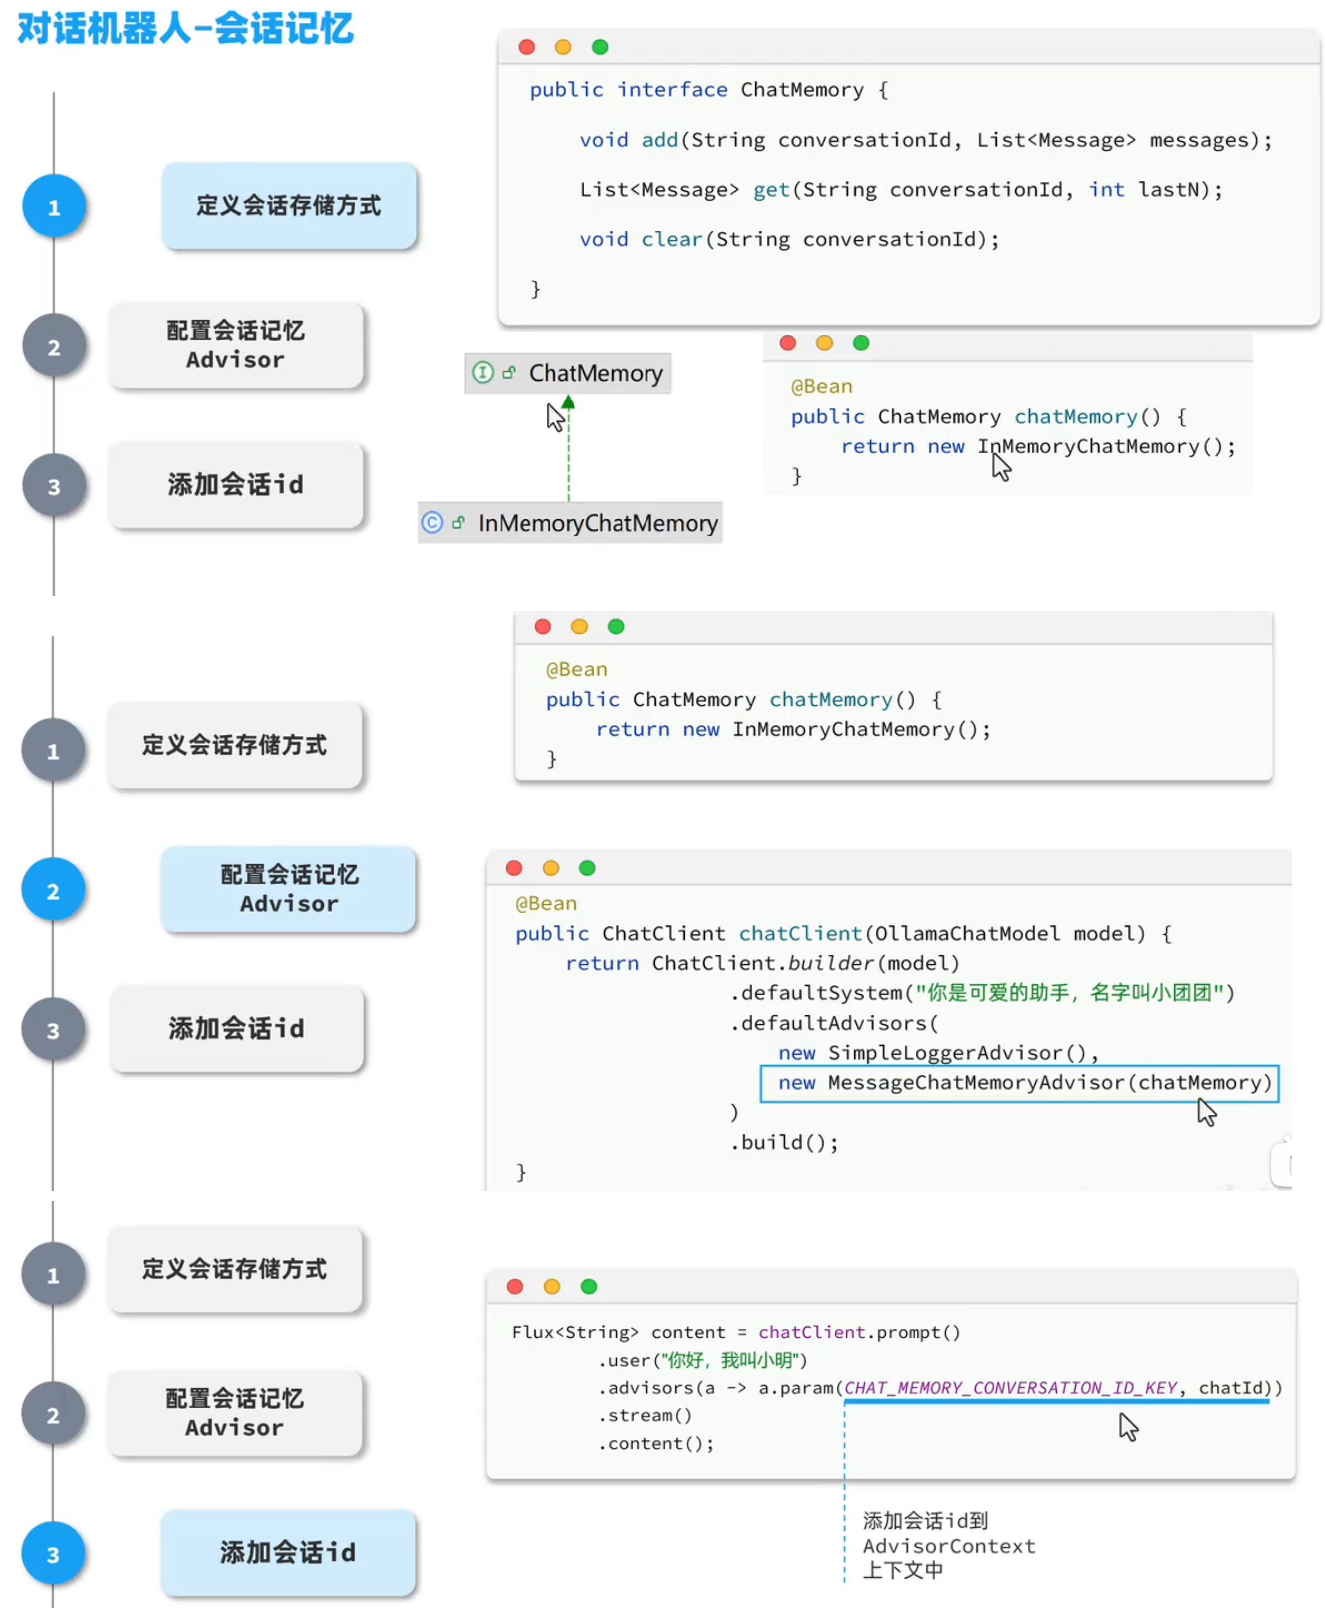 对话机器人-会话记忆
public interface ChatMemory {
void add(String conversationId, List<Message> messages);
List<Message> get(String conversationId, int lastN);
void clear(String conversationId);
}
1
定义会话存储方式
2
配置会话记忆
Advisor
3
添加会话id
ChatMemory
InMemoryChatMemory
@Bean
public ChatMemory chatMemory() {
return new InMemoryChatMemory();
}
1
定义会话存储方式
2
配置会话记忆
Advisor
3
添加会话id
@Bean
public ChatMemory chatMemory() {
return new InMemoryChatMemory();
}
@Bean
public ChatClient chatClient(OllamaChatModel model) {
return ChatClient.builder(model)
.defaultSystem("你是可爱的助手，名字叫小团团")
.defaultAdvisors(
new SimpleLoggerAdvisor(),
new MessageChatMemoryAdvisor(chatMemory)
)
.build();
}
1
定义会话存储方式
2
配置会话记忆
Advisor
3
添加会话id
Flux<String> content = chatClient.prompt()
.user("你好，我叫小明")
.advisors(a -> a.param(CHAT_MEMORY_CONVERSATION_ID_KEY, chatId))
.stream()
.content();
添加会话id到
AdvisorContext
上下文中